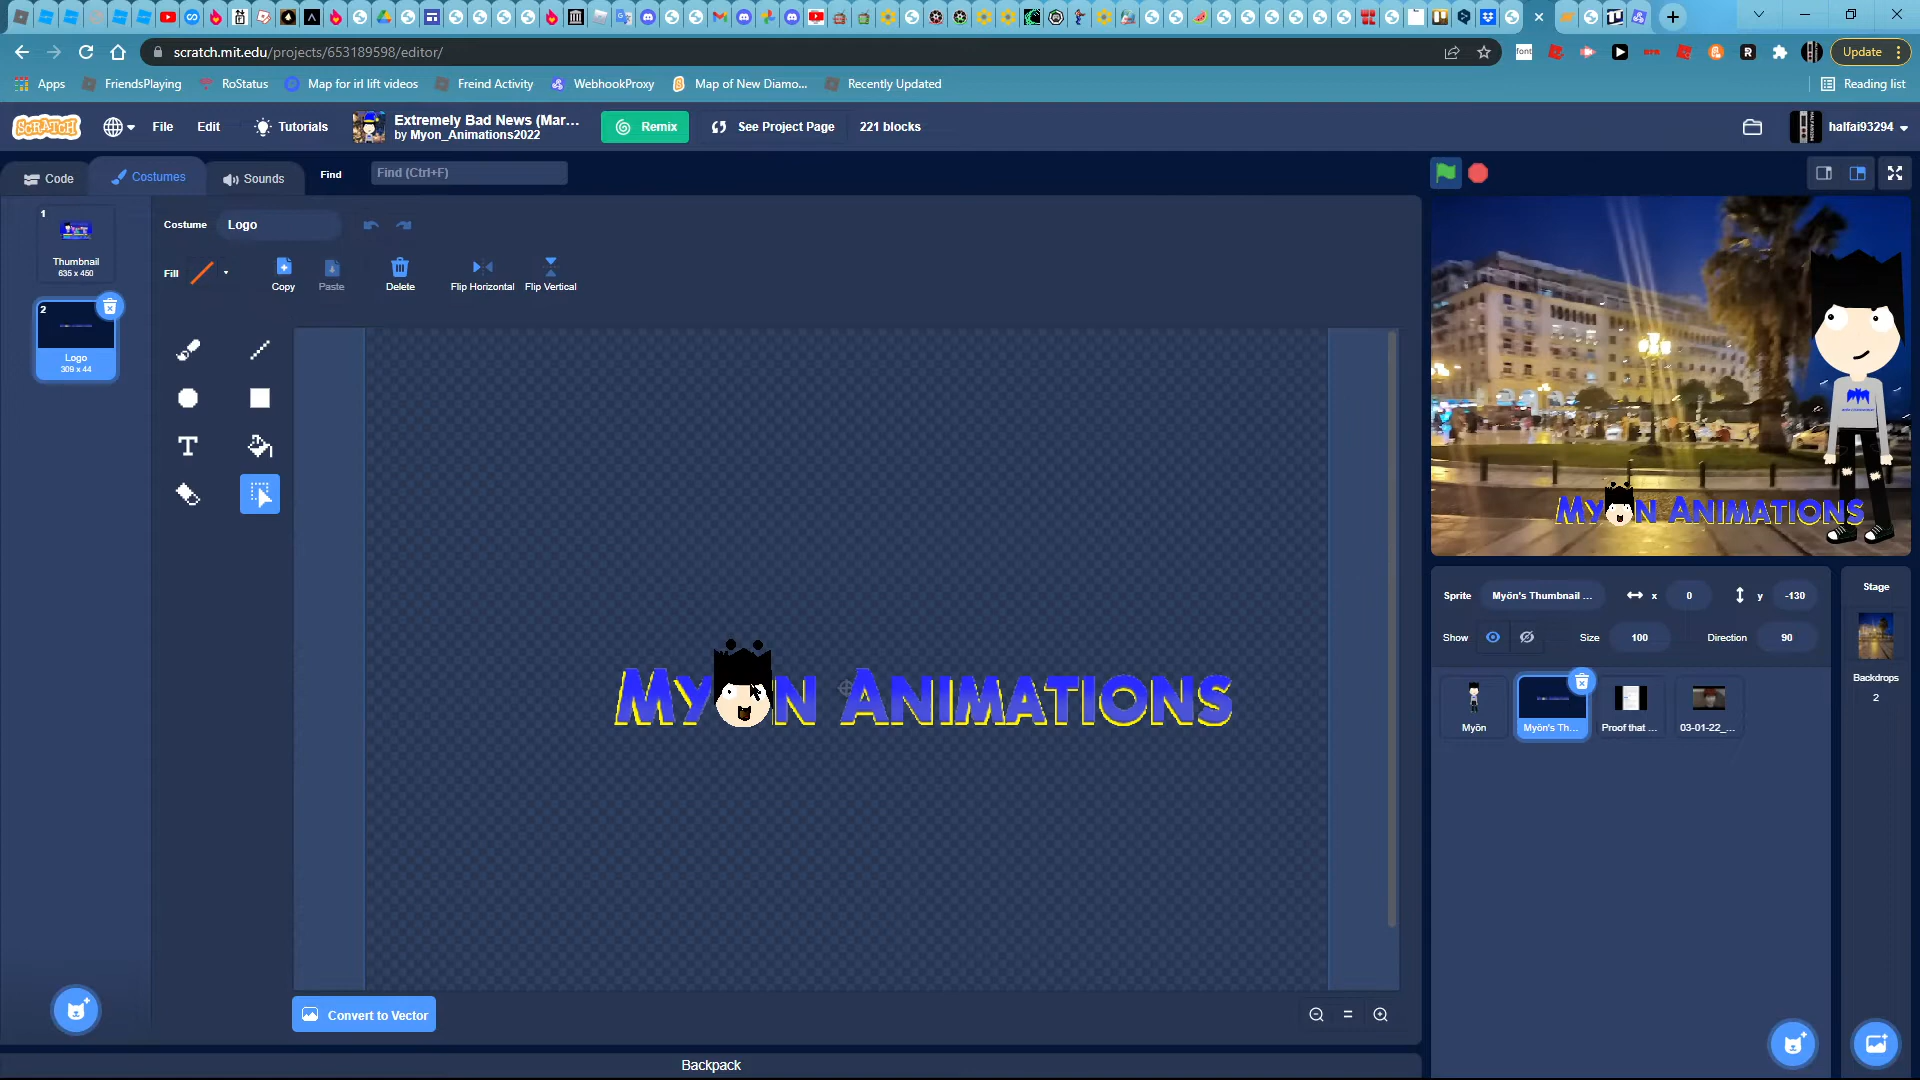 scratch.mit.edu/projects/653189598/editor/
Update
Apps
FriendsPlaying
RoStatus
Map for irl lift videos
Freind Activity
WebhookProxy
Map of New Diamo...
Recently Updated
Reading list
SCRATCH
File
Edit
Tutorials
Extremely Bad News (Mar...
by Myon_Animations2022
Remix
See Project Page
221 blocks
halfai93294
Code
Costumes
Sounds
Find
Find (Ctrl+F)
1
Thumbnail
635 x 450
2
Logo
309 x 44
Costume
Logo
Fill
Copy
Paste
Delete
Flip Horizontal
Flip Vertical
T
Myon Animations
Convert to Vector
Backpack
Myon Animations
Sprite
Myön's Thumbnail ...
x
0
y
-130
Show
Size
100
Direction
90
Myön
Myön's Th...
Proof that ...
03-01-22_...
Stage
Backdrops
2